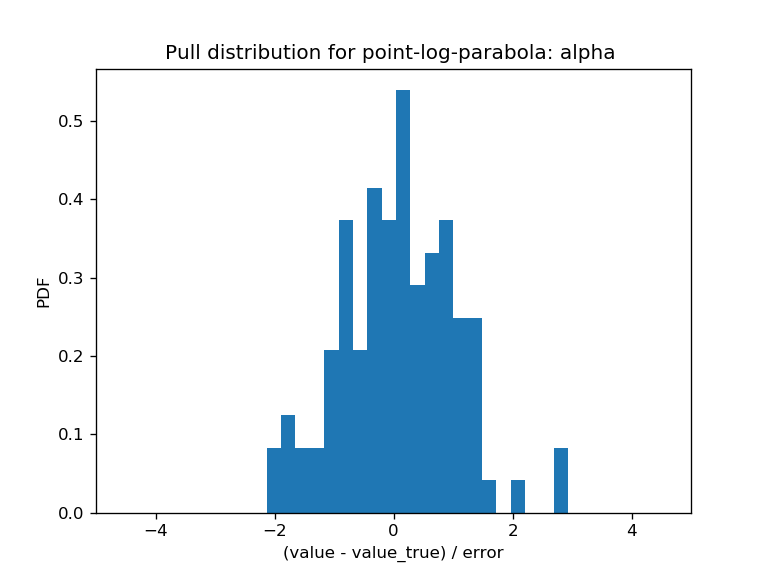 Pull distribution for point-log-parabola: alpha
PDF
0.5
0.4
0.3
0.2
0.1
0.0
−4 −2 0 2 4
(value - value_true) / error